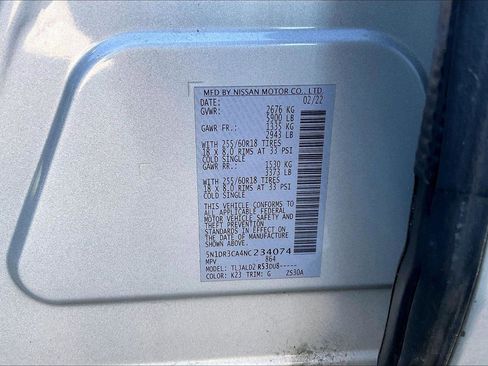 MFD BY NISSAN MOTOR CO., LTD.
DATE: 02/22
GVWR: 2676 KG
5900 LB
GAWR FR.: 1335 KG
2943 LB
WITH 255/60R18 TIRES
18 x 8.0 RIMS AT 33 PSI
COLD SINGLE
GAWR RR.: 1530 KG
3373 LB
WITH 255/60R18 TIRES
18 x 8.0 RIMS AT 33 PSI
COLD SINGLE
THIS VEHICLE CONFORMS TO
ALL APPLICABLE FEDERAL
MOTOR VEHICLE SAFETY AND
THEFT PREVENTION STANDARDS
IN EFFECT ON THE DATE OF
MFR. SHOWN ABOVE.
5N1DR3CA4NC234074
MPV 864
MODEL: TL3ALD2 R53DU8-----
COLOR: K23 TRIM: G ZS30A